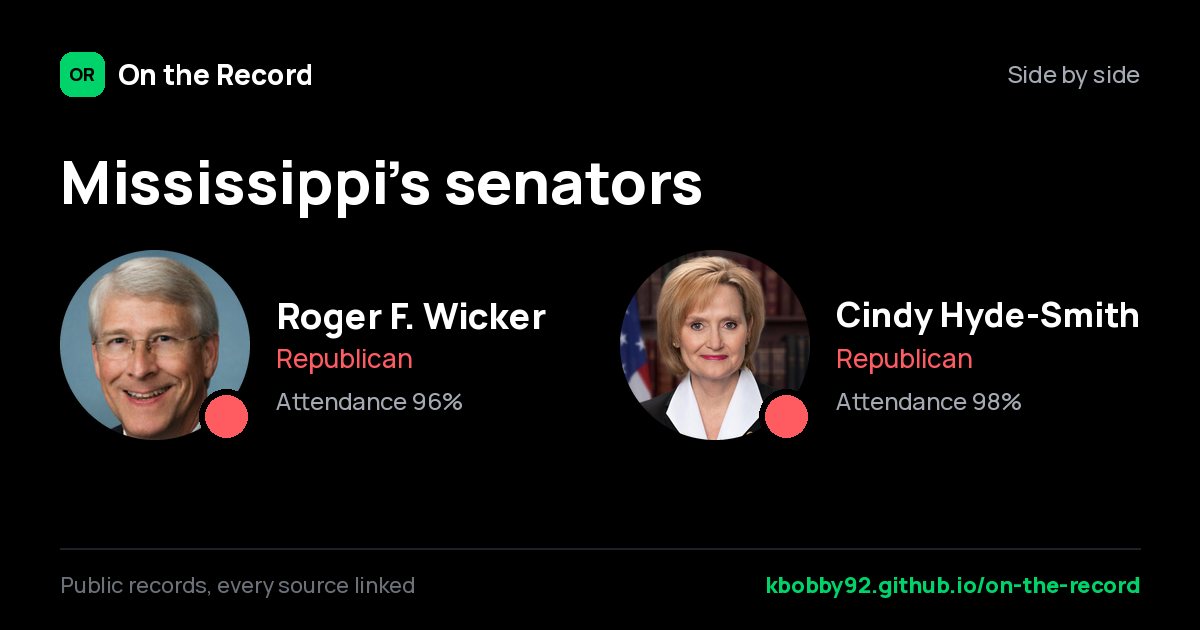 OR On the Record
Side by side
Mississippi’s senators
Roger F. Wicker
Republican
Attendance 96%
Cindy Hyde-Smith
Republican
Attendance 98%
Public records, every source linked
kbobby92.github.io/on-the-record